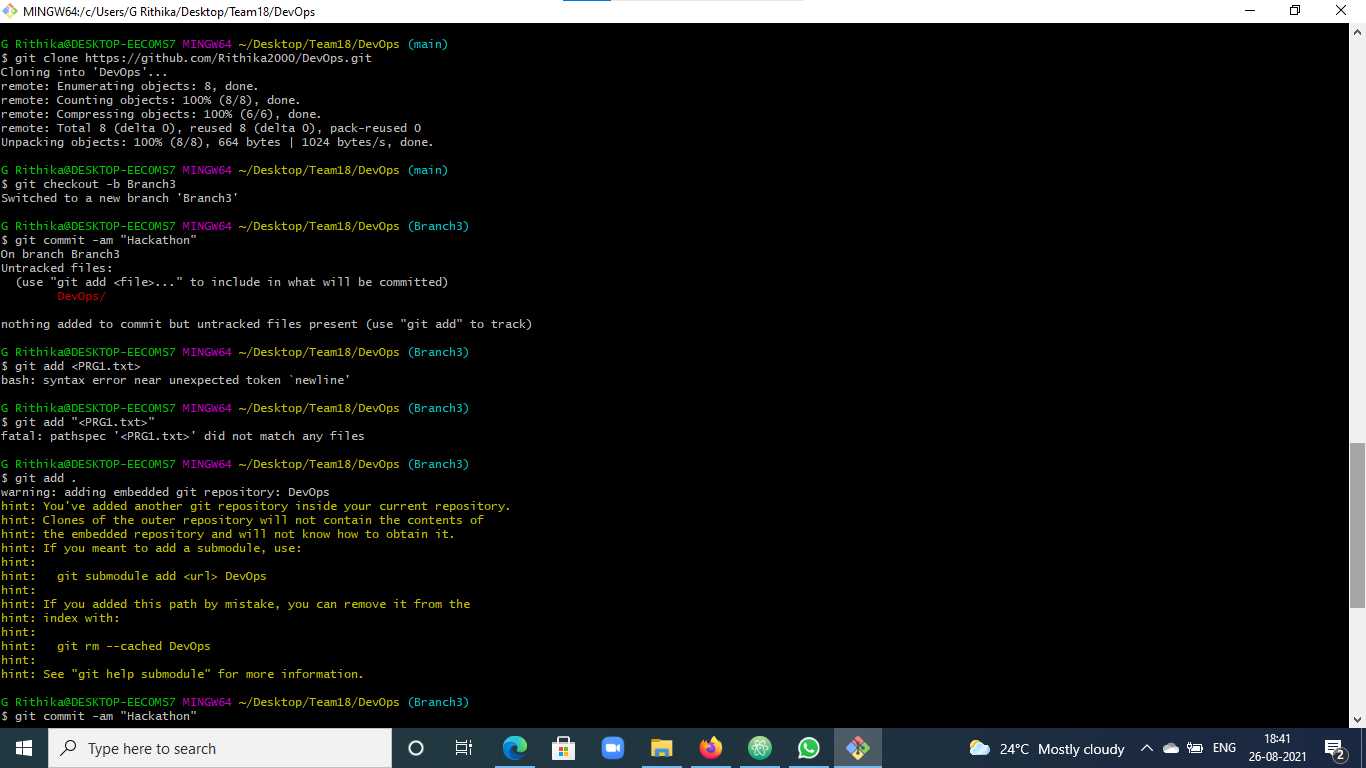 MINGW64:/c/Users/G Rithika/Desktop/Team18/DevOps
G Rithika@DESKTOP-EECOMS7 MINGW64 ~/Desktop/Team18/DevOps (main)
$ git clone https://github.com/Rithika2000/DevOps.git
Cloning into 'DevOps'...
remote: Enumerating objects: 8, done.
remote: Counting objects: 100% (8/8), done.
remote: Compressing objects: 100% (6/6), done.
remote: Total 8 (delta 0), reused 8 (delta 0), pack-reused 0
Unpacking objects: 100% (8/8), 664 bytes | 1024 bytes/s, done.
G Rithika@DESKTOP-EECOMS7 MINGW64 ~/Desktop/Team18/DevOps (main)
$ git checkout -b Branch3
Switched to a new branch 'Branch3'
G Rithika@DESKTOP-EECOMS7 MINGW64 ~/Desktop/Team18/DevOps (Branch3)
$ git commit -am "Hackathon"
On branch Branch3
Untracked files:
  (use "git add <file>..." to include in what will be committed)
        DevOps/
nothing added to commit but untracked files present (use "git add" to track)
G Rithika@DESKTOP-EECOMS7 MINGW64 ~/Desktop/Team18/DevOps (Branch3)
$ git add <PRG1.txt>
bash: syntax error near unexpected token `newline'
G Rithika@DESKTOP-EECOMS7 MINGW64 ~/Desktop/Team18/DevOps (Branch3)
$ git add "<PRG1.txt>"
fatal: pathspec '<PRG1.txt>' did not match any files
G Rithika@DESKTOP-EECOMS7 MINGW64 ~/Desktop/Team18/DevOps (Branch3)
$ git add .
warning: adding embedded git repository: DevOps
hint: You've added another git repository inside your current repository.
hint: Clones of the outer repository will not contain the contents of
hint: the embedded repository and will not know how to obtain it.
hint: If you meant to add a submodule, use:
hint:
hint:   git submodule add <url> DevOps
hint:
hint: If you added this path by mistake, you can remove it from the
hint: index with:
hint:
hint:   git rm --cached DevOps
hint:
hint: See "git help submodule" for more information.
G Rithika@DESKTOP-EECOMS7 MINGW64 ~/Desktop/Team18/DevOps (Branch3)
$ git commit -am "Hackathon"
Type here to search
24°C Mostly cloudy
ENG
18:41
26-08-2021
2